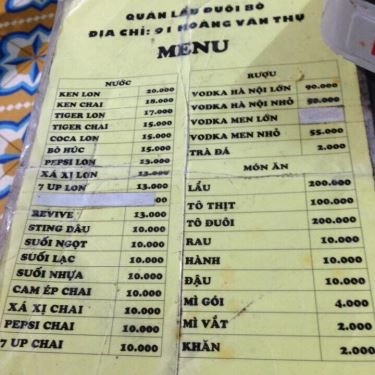 QUÁN LẨU ĐUÔI BÒ
ĐỊA CHỈ: 91 HOÀNG VĂN THỤ
MENU
NƯỚC
KEN LON 20.000
KEN CHAI 18.000
TIGER LON 17.000
TIGER CHAI 15.000
COCA LON 15.000
BÒ HÚC 15.000
PEPSI LON 13.000
XÁ XỊ LON 13.000
7 UP LON 13.000
00
REVIVE 13.000
STING DÂU 10.000
SUỐI NGỌT 10.000
SUỐI LẠC 10.000
SUỐI NHỰA 10.000
CAM ÉP CHAI 10.000
XÁ XỊ CHAI 10.000
PEPSI CHAI 10.000
7 UP CHAI 10.000
RƯỢU
VODKA HÀ NỘI LỚN 90.000
VODKA HÀ NỘI NHỎ 50.000
VODKA MEN LỚN
VODKA MEN NHỎ 55.000
TRÀ ĐÁ 2.000
MÓN ĂN
LẨU 200.000
TÔ THỊT 100.000
TÔ ĐUÔI 200.000
RAU 10.000
HÀNH 10.000
ĐẬU 10.000
MÌ GÓI 4.000
MÌ VẮT 2.000
KHĂN 2.000